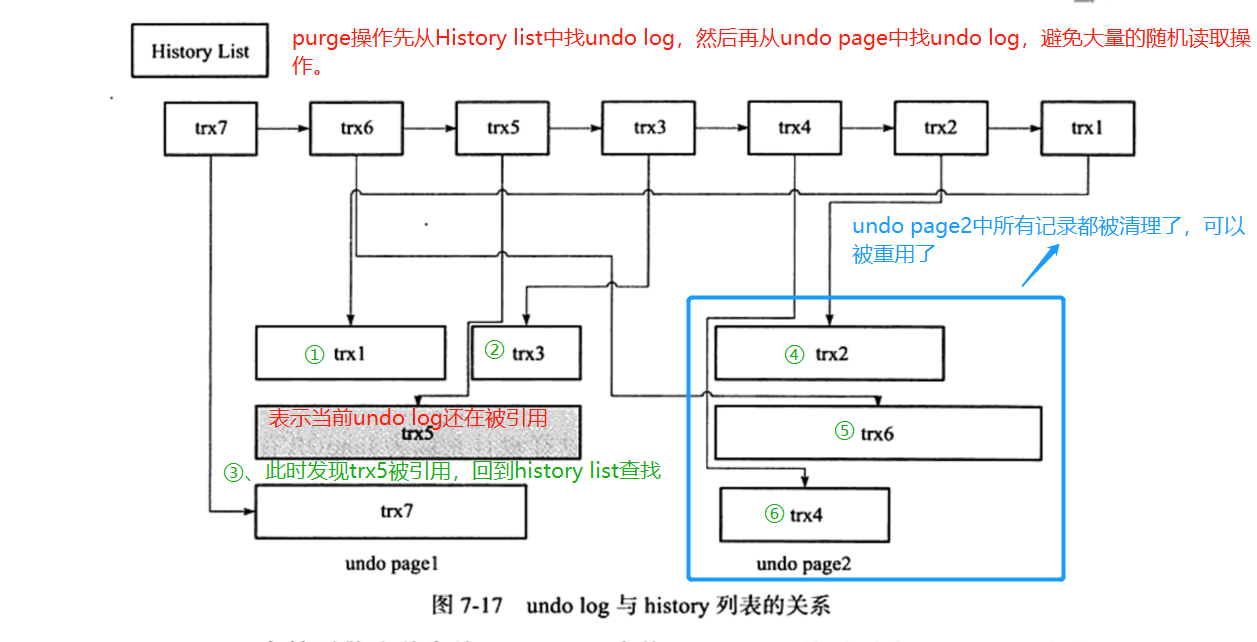 History List
purge操作先从History list中找undo log，然后再从undo page中找undo log，避免大量的随机读取操
作。
trx7 trx6 trx5 trx3 trx4 trx2 trx1
undo page2中所有记录都被清理了，可以
被重用了
① trx1 ② trx3 ④ trx2
表示当前undo log还在被引用
trx5
⑤ trx6
③、此时发现trx5被引用，回到history list查找
trx7
⑥ trx4
undo page1 undo page2
图 7-17 undo log 与 history 列表的关系